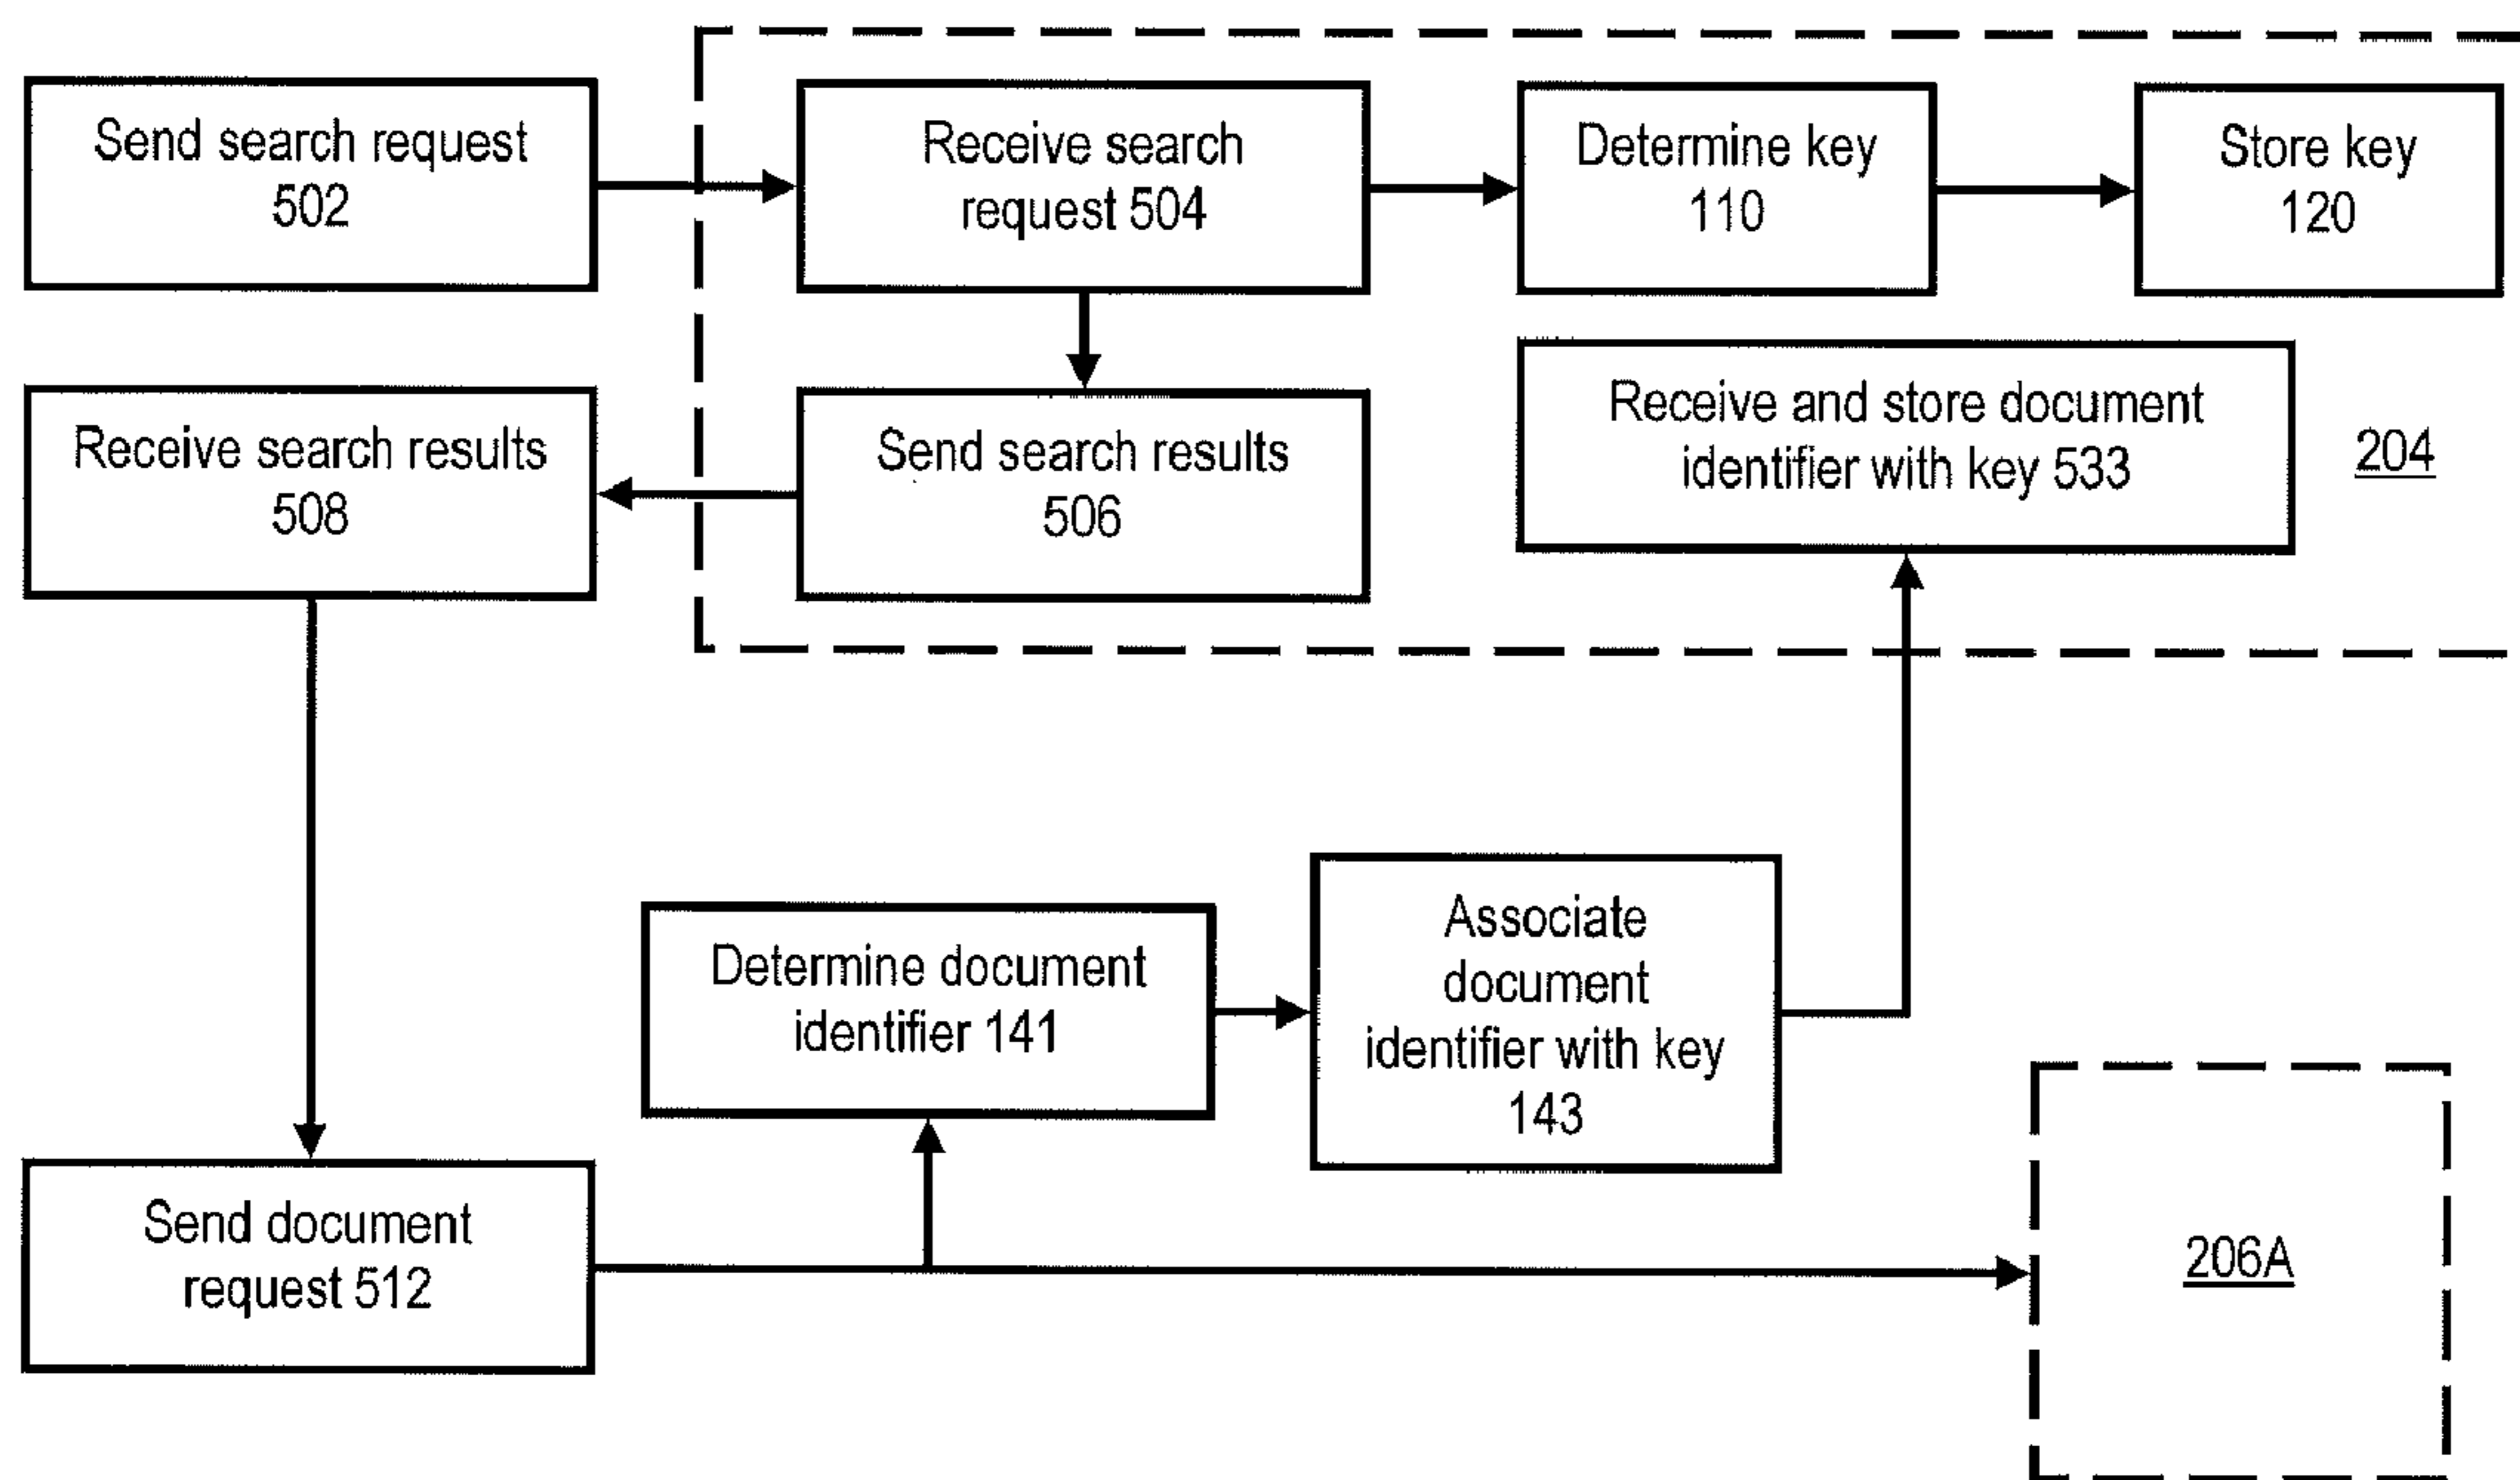 Send search request
502
Receive search
request 504
Determine key
110
Store key
120
Receive search results
508
Send search results
506
Receive and store document
identifier with key 533
204
Determine document
identifier 141
Associate
document
identifier with key
143
Send document
request 512
206A